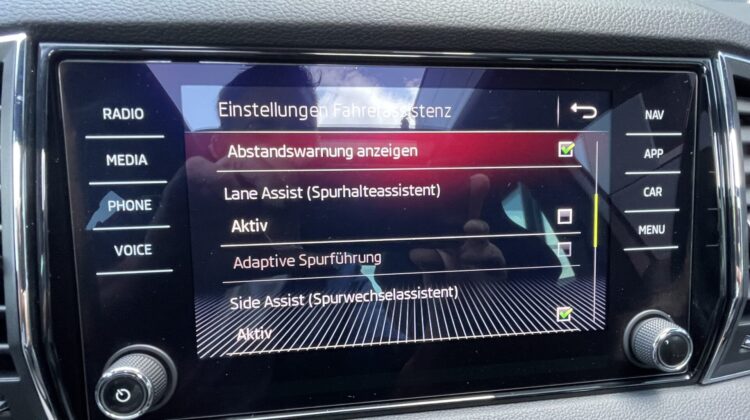 RADIO
MEDIA
PHONE
VOICE
Einstellungen Fahrerassistenz
Abstandswarnung anzeigen
Lane Assist (Spurhalteassistent)
Aktiv
Adaptive Spurführung
Side Assist (Spurwechselassistent)
Aktiv
NAV
APP
CAR
MENU